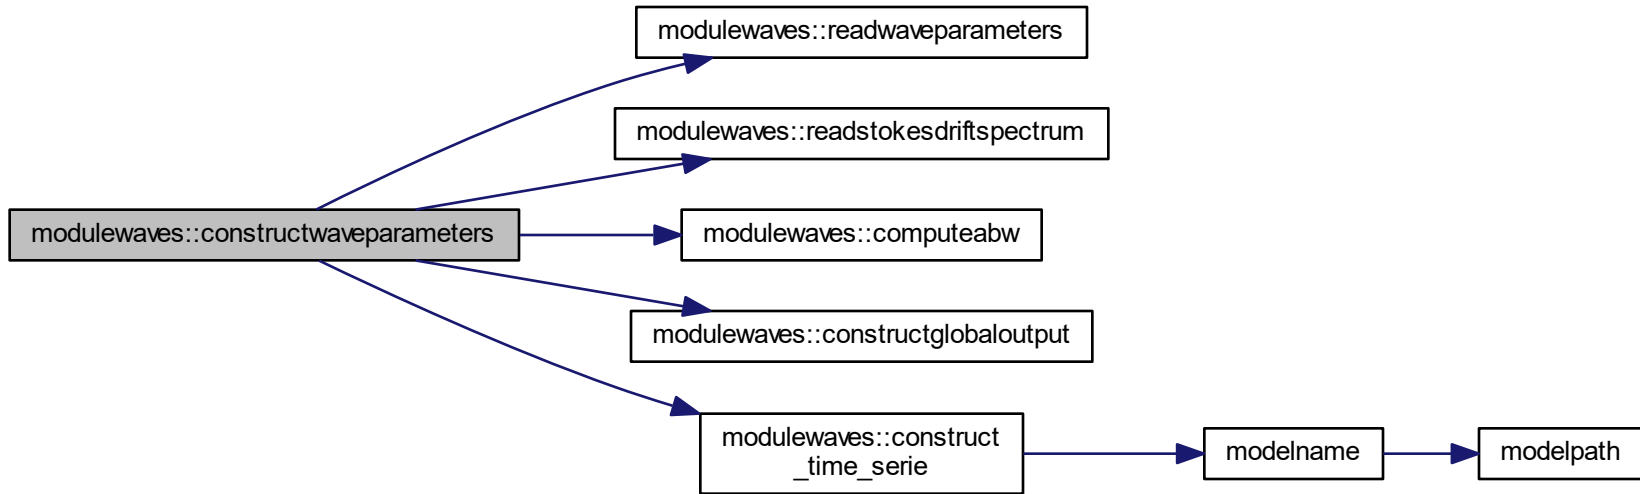 modulewaves::readwaveparameters
modulewaves::readstokesdriftspectrum
modulewaves::constructwaveparameters
modulewaves::computeabw
modulewaves::constructglobaloutput
modulewaves::construct
_time_serie
modelname
modelpath